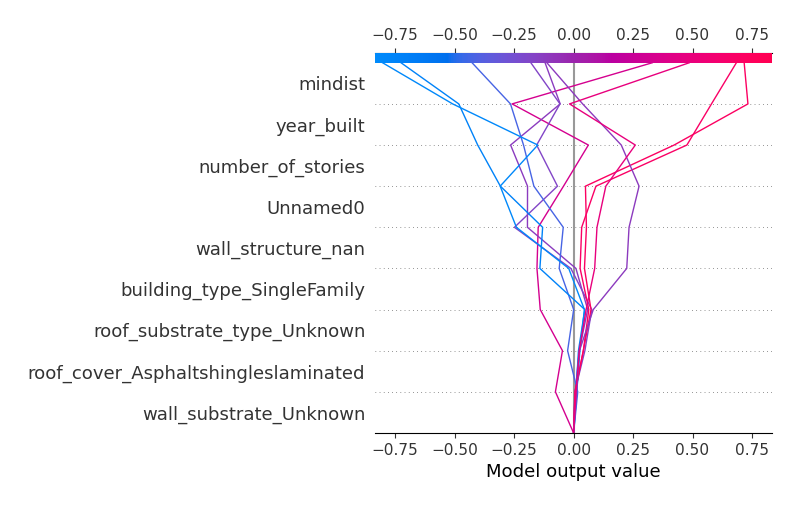 −0.75 −0.50 −0.25 0.00 0.25 0.50 0.75
mindist
year_built
number_of_stories
Unnamed0
wall_structure_nan
building_type_SingleFamily
roof_substrate_type_Unknown
roof_cover_Asphaltshingleslaminated
wall_substrate_Unknown
−0.75 −0.50 −0.25 0.00 0.25 0.50 0.75
Model output value